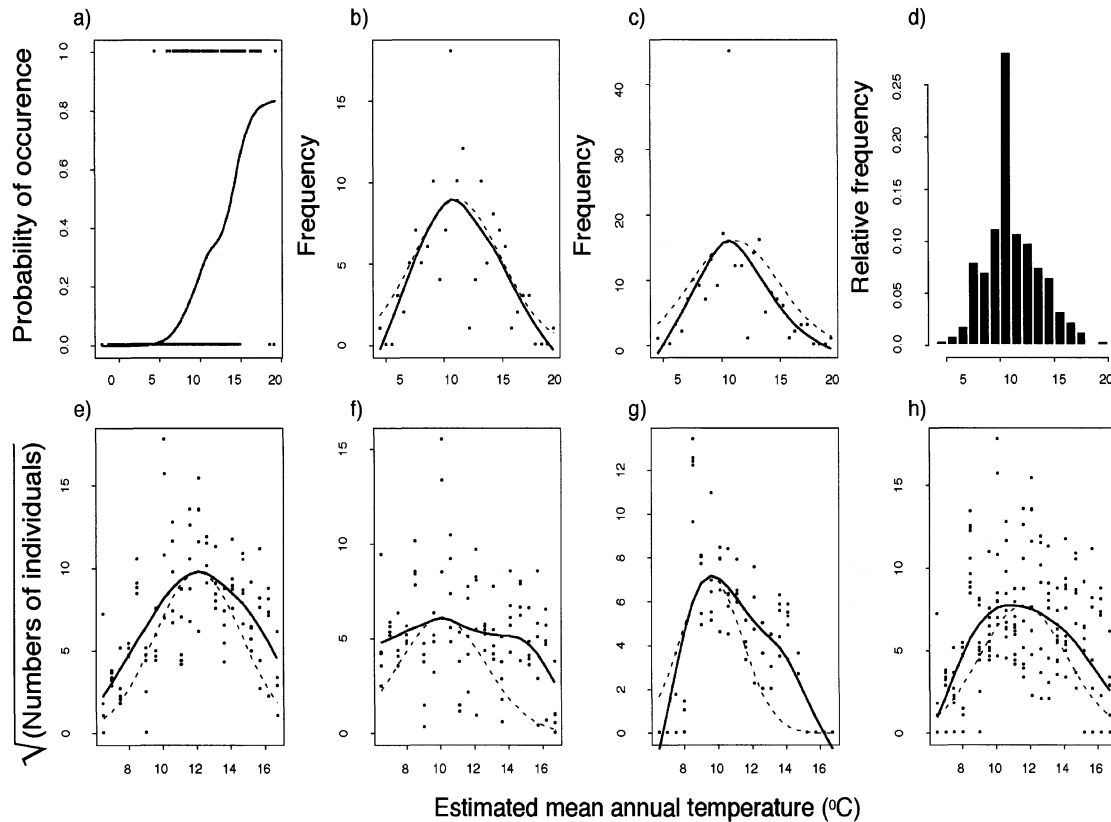 a)
b)
c)
d)
Probability of occurence
0.0 0.2 0.4 0.6 0.8 1.0
0 5 10 15 20
Frequency
0 5 10 15
5 10 15 20
Frequency
0 10 20 30 40
5 10 15 20
Relative frequency
0.0 0.05 0.10 0.15 0.20 0.25
5 10 15 20
e)
f)
g)
h)
√(Numbers of individuals)
0 5 10 15
8 10 12 14 16
0 5 10 15
8 10 12 14 16
0 2 4 6 8 10 12
8 10 12 14 16
0 5 10 15
8 10 12 14 16
Estimated mean annual temperature (ºC)